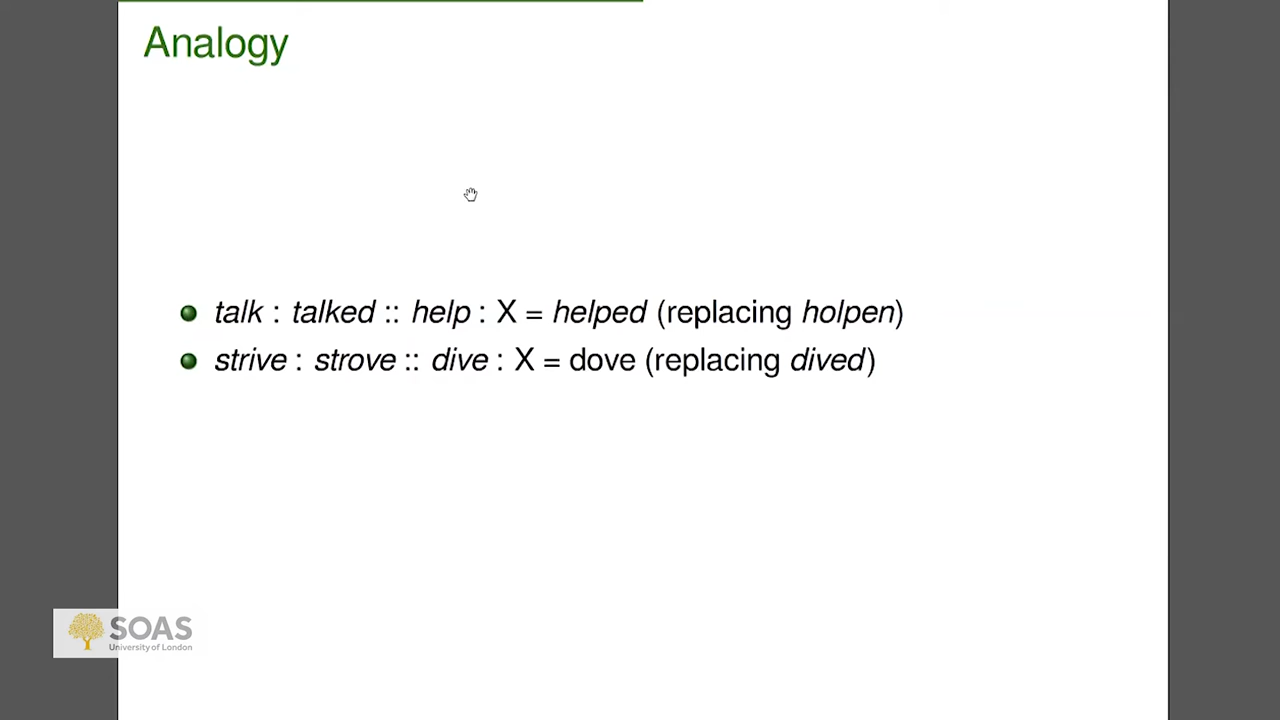 Analogy
talk : talked :: help : X = helped (replacing holpen)
strive : strove :: dive : X = dove (replacing dived)
SOAS
University of London